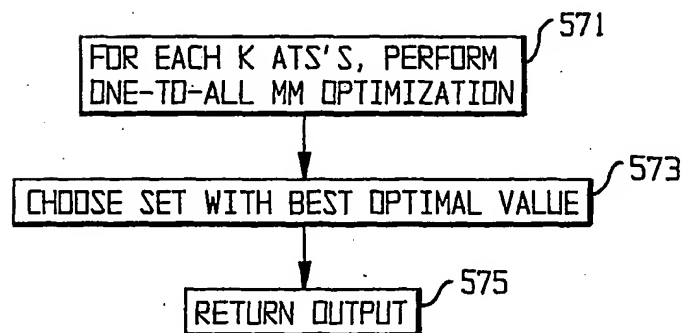 571
FOR EACH K ATS'S, PERFORM
ONE-TO-ALL MM OPTIMIZATION
573
CHOOSE SET WITH BEST OPTIMAL VALUE
575
RETURN OUTPUT